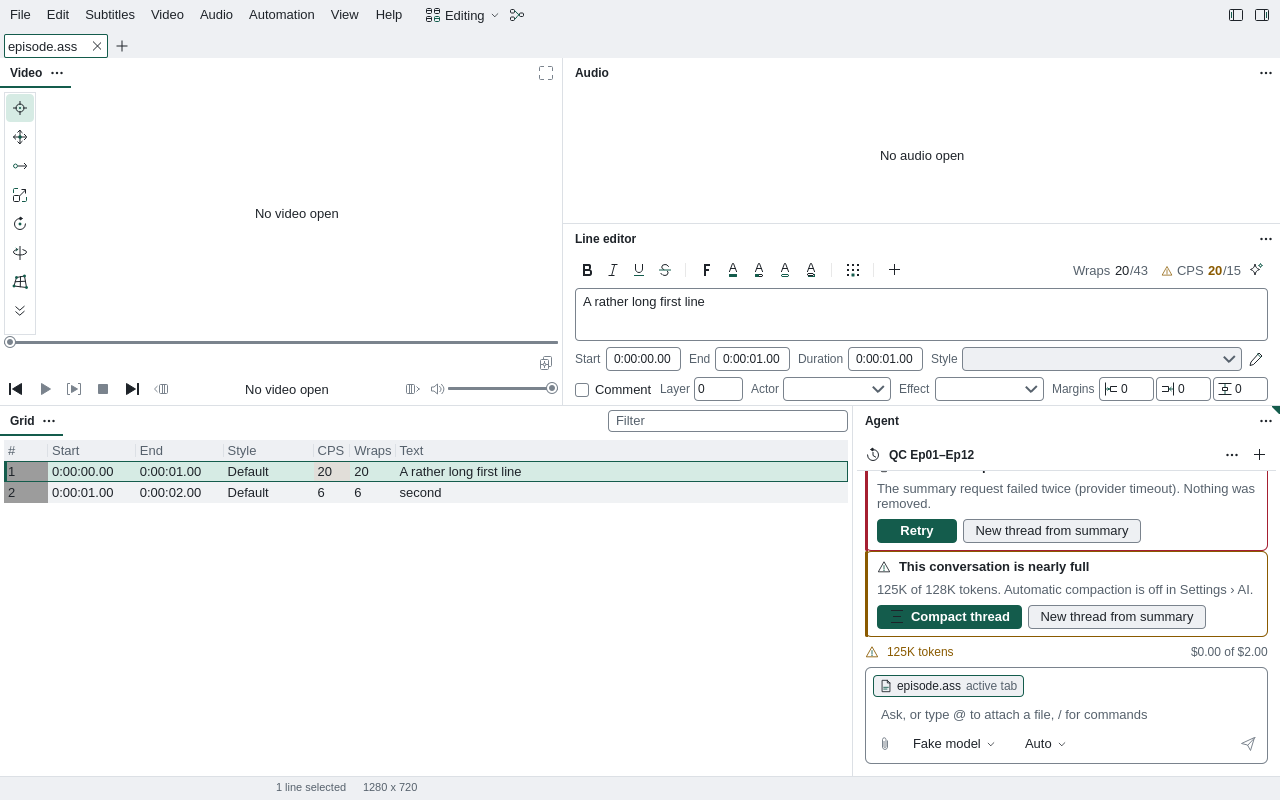 File Edit Subtitles Video Audio Automation View Help Editing
episode.ass
Video
No video open
No video open
Audio
No audio open
Line editor
B I U S F A A A A Wraps 20/43 CPS 20/15
A rather long first line
Start 0:00:00.00 End 0:00:01.00 Duration 0:00:01.00 Style
Comment Layer 0 Actor Effect Margins 0 0 0
Grid Filter
# Start End Style CPS Wraps Text
1 0:00:00.00 0:00:01.00 Default 20 20 A rather long first line
2 0:00:01.00 0:00:02.00 Default 6 6 second
Agent
QC Ep01–Ep12
The summary request failed twice (provider timeout). Nothing was
removed.
Retry New thread from summary
This conversation is nearly full
125K of 128K tokens. Automatic compaction is off in Settings › AI.
Compact thread New thread from summary
125K tokens $0.00 of $2.00
episode.ass active tab
Ask, or type @ to attach a file, / for commands
Fake model Auto
1 line selected 1280 x 720